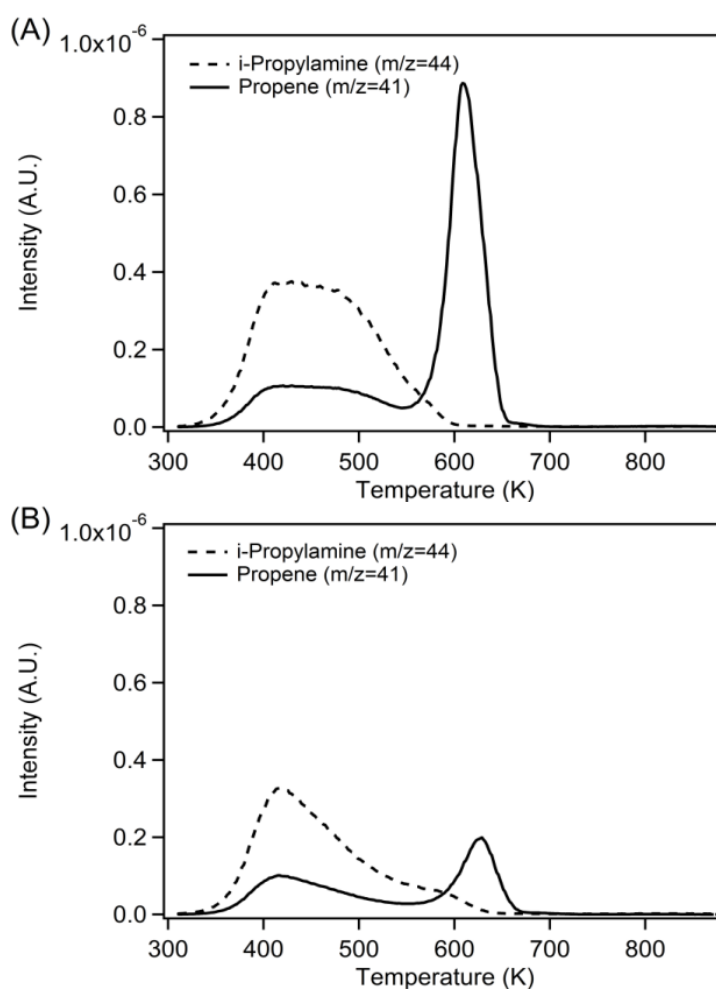 (A)
1.0x10-6
0.8
0.6
0.4
0.2
0.0
Intensity (A.U.)
i-Propylamine (m/z=44)
Propene (m/z=41)
300 400 500 600 700 800
Temperature (K)
(B)
1.0x10-6
0.8
0.6
0.4
0.2
0.0
Intensity (A.U.)
i-Propylamine (m/z=44)
Propene (m/z=41)
300 400 500 600 700 800
Temperature (K)